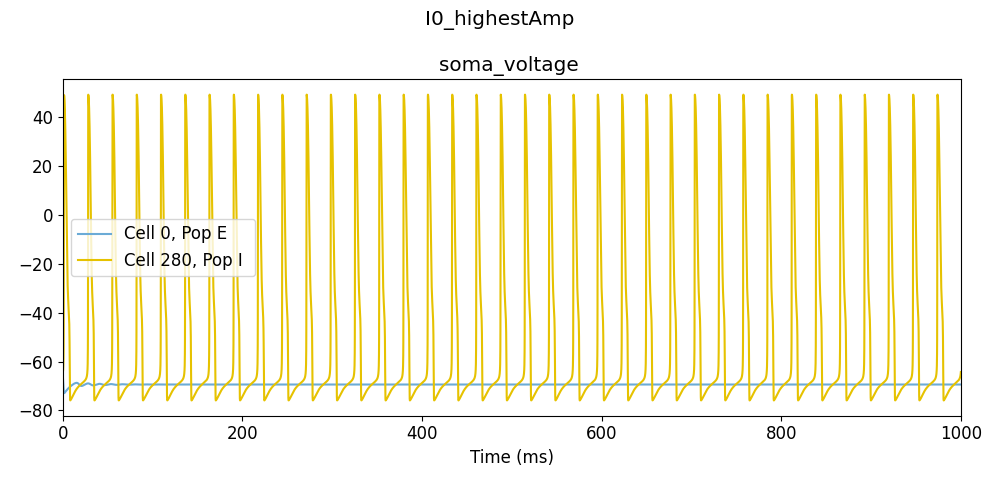 I0_highestAmp
soma_voltage
40
20
0
−20
−40
−60
−80
Cell 0, Pop E
Cell 280, Pop I
0 200 400 600 800 1000
Time (ms)